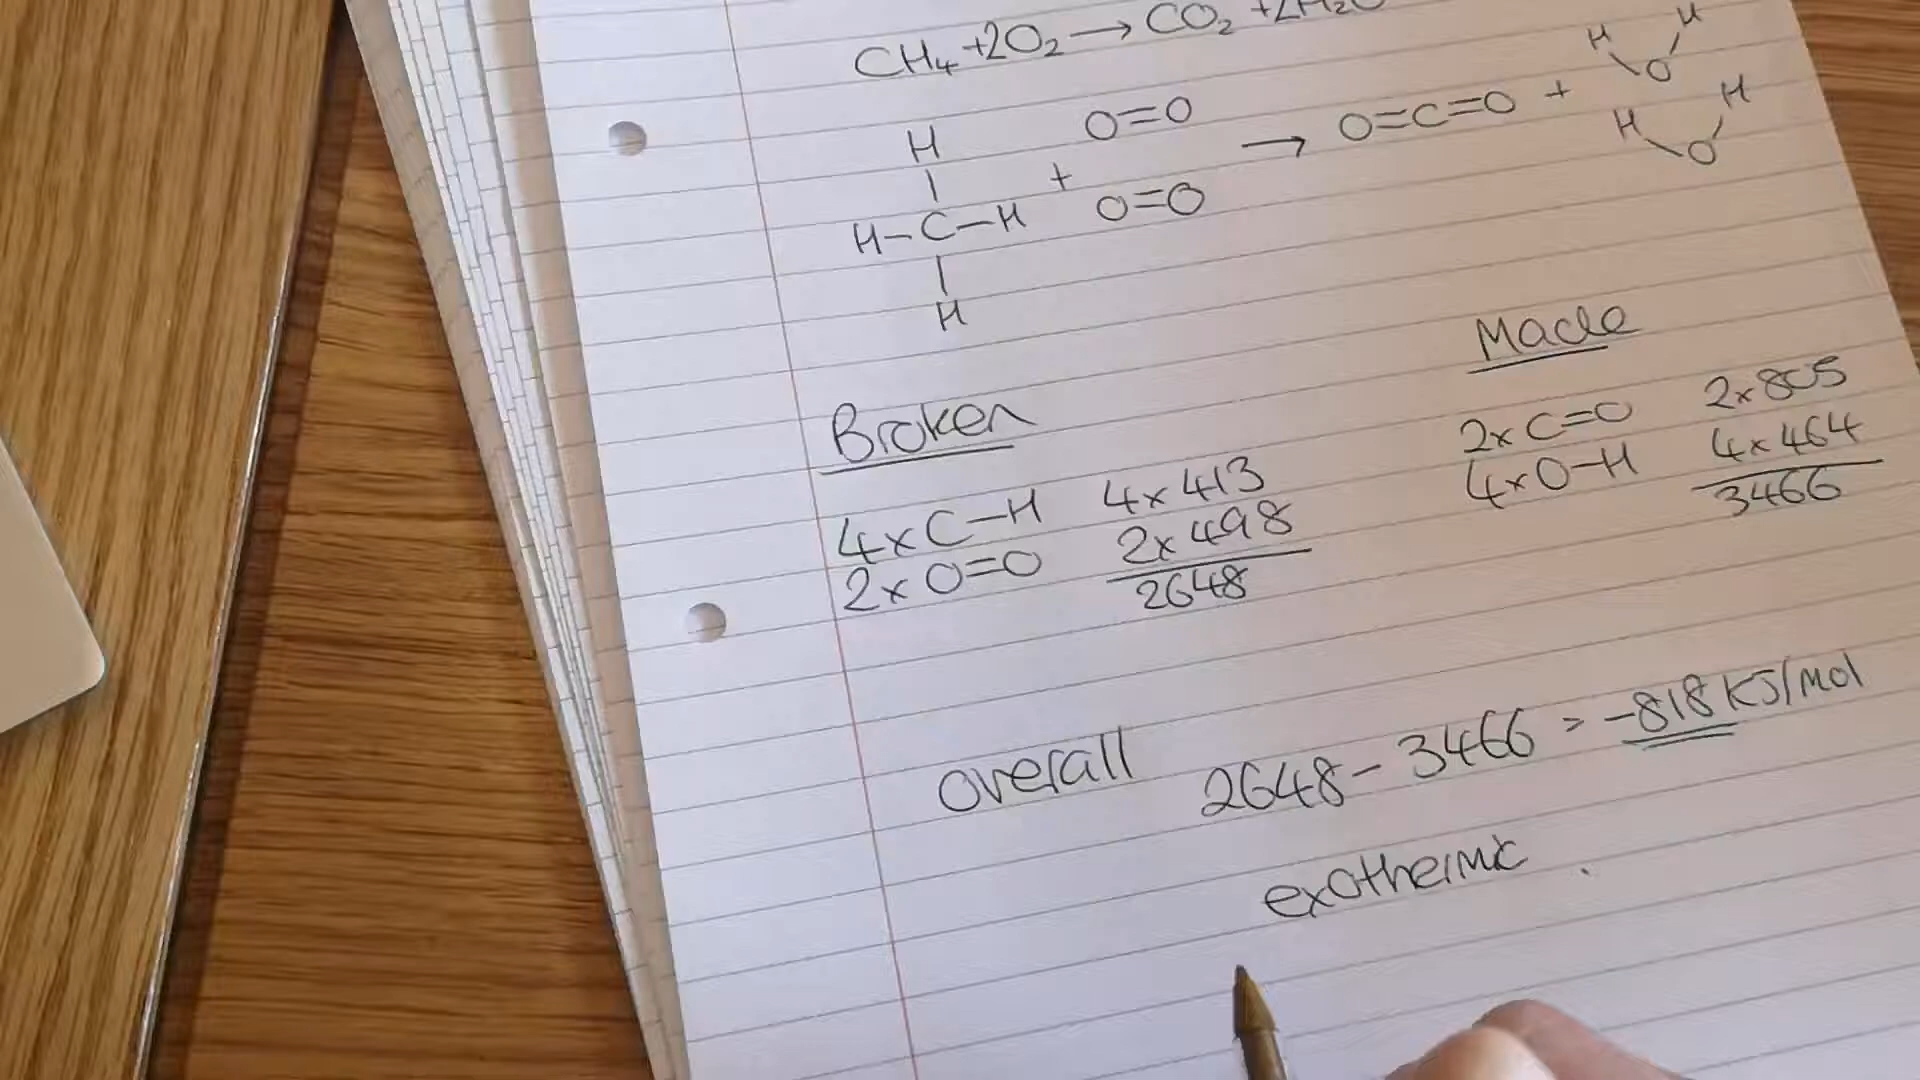 CH₄ + 2O₂ → CO₂ + 2H₂O
H
O=O
H–C–H + O=O → O=C=O + H O H
H O H
H
Broken
4 x C–H 4 x 413
2 x O=O 2 x 498
2648
Made
2 x C=O 2 x 805
4 x O–H 4 x 464
3466
overall 2648 – 3466 = -818 KJ/mol
exothermic.